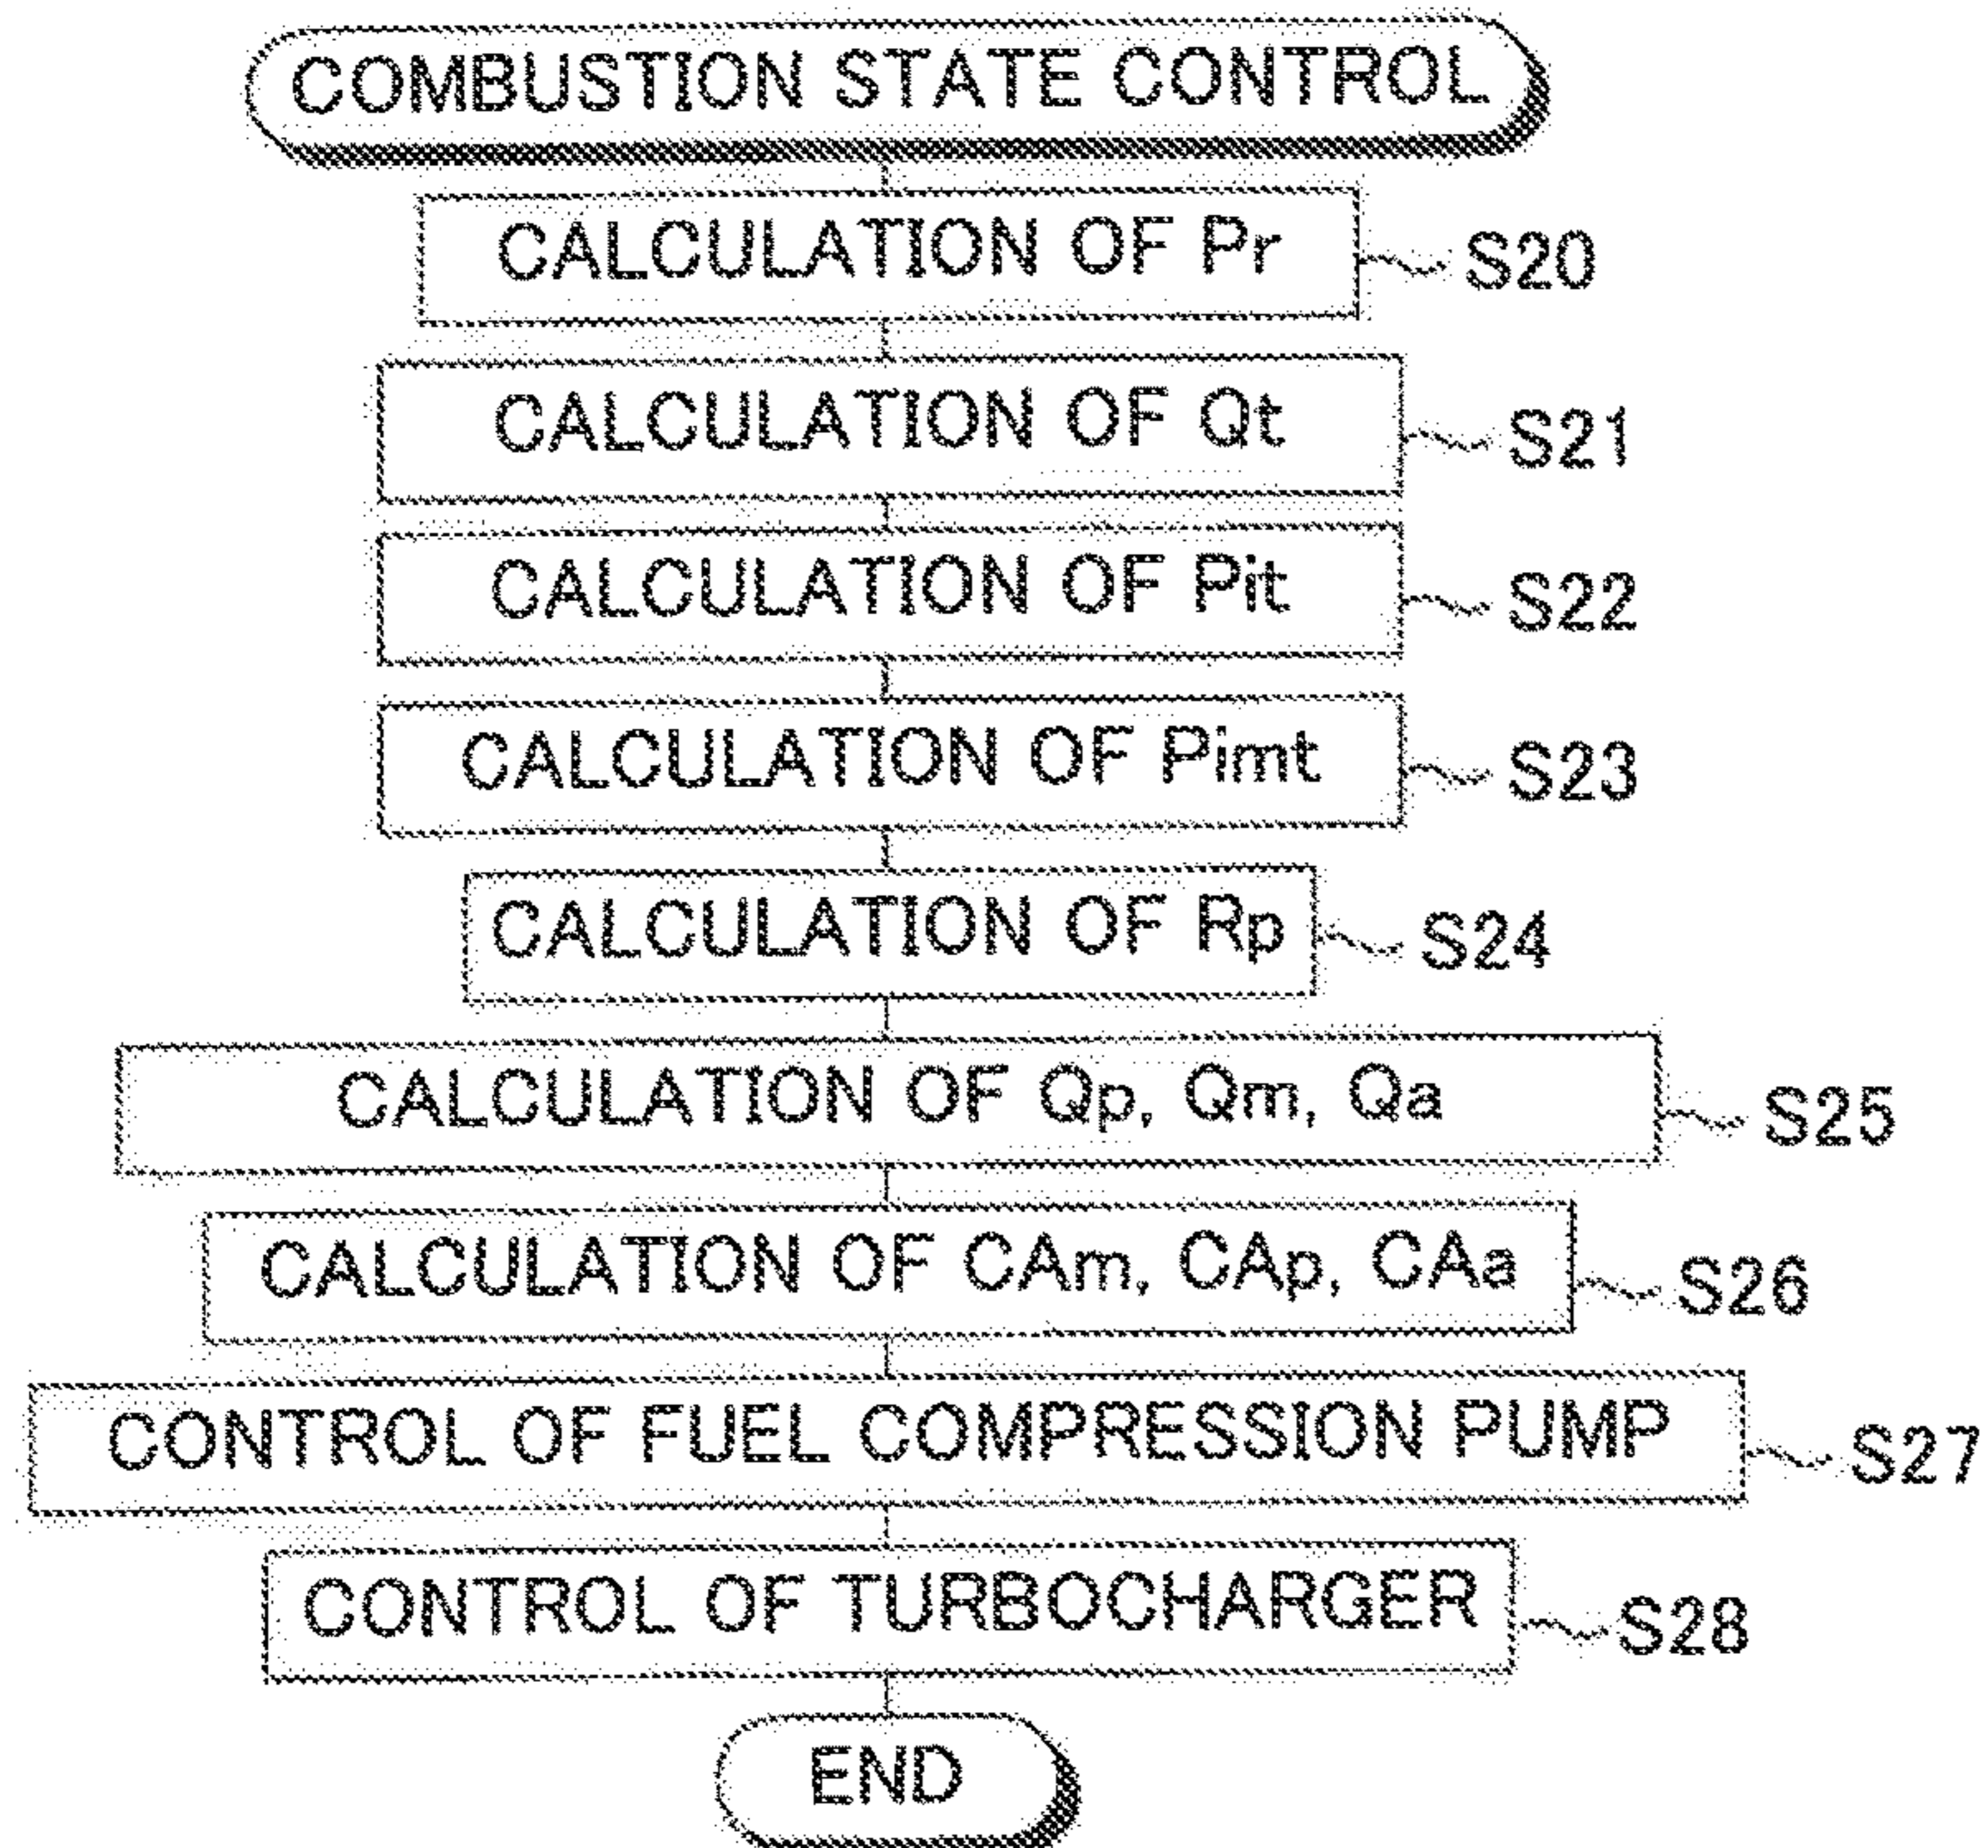 COMBUSTION STATE CONTROL
CALCULATION OF Pr S20
CALCULATION OF Qt S21
CALCULATION OF Pit S22
CALCULATION OF Pimt S23
CALCULATION OF Rp S24
CALCULATION OF Qp, Qm, Qa S25
CALCULATION OF CAm, CAp, CAa S26
CONTROL OF FUEL COMPRESSION PUMP S27
CONTROL OF TURBOCHARGER S28
END